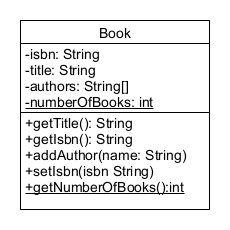 Book
-isbn: String
-title: String
-authors: String[]
-numberOfBooks: int
+getTitle(): String
+getIsbn(): String
+addAuthor(name: String)
+setIsbn(isbn String)
+getNumberOfBooks():int